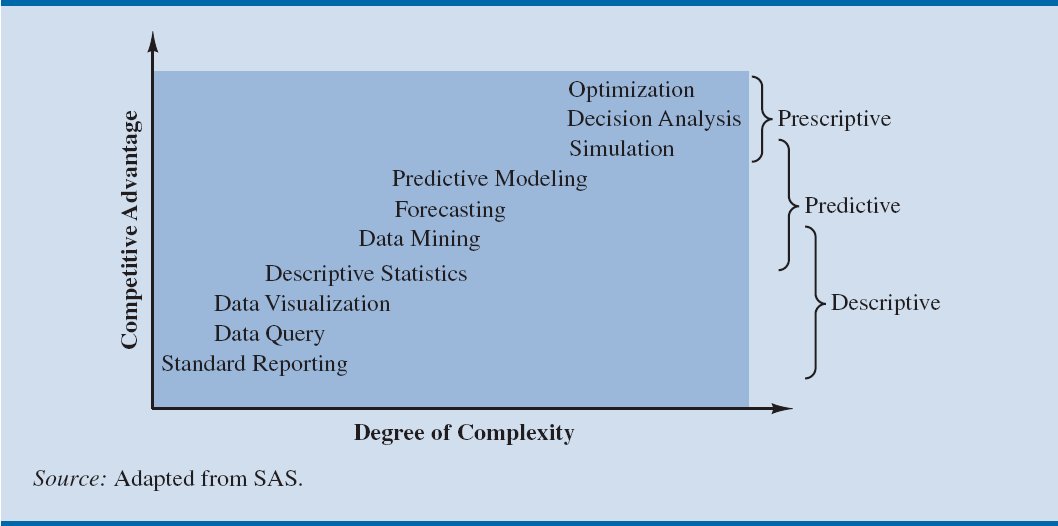 Competitive Advantage
Optimization
Decision Analysis
Simulation
Predictive Modeling
Forecasting
Data Mining
Descriptive Statistics
Data Visualization
Data Query
Standard Reporting
Prescriptive
Predictive
Descriptive
Degree of Complexity
Source: Adapted from SAS.